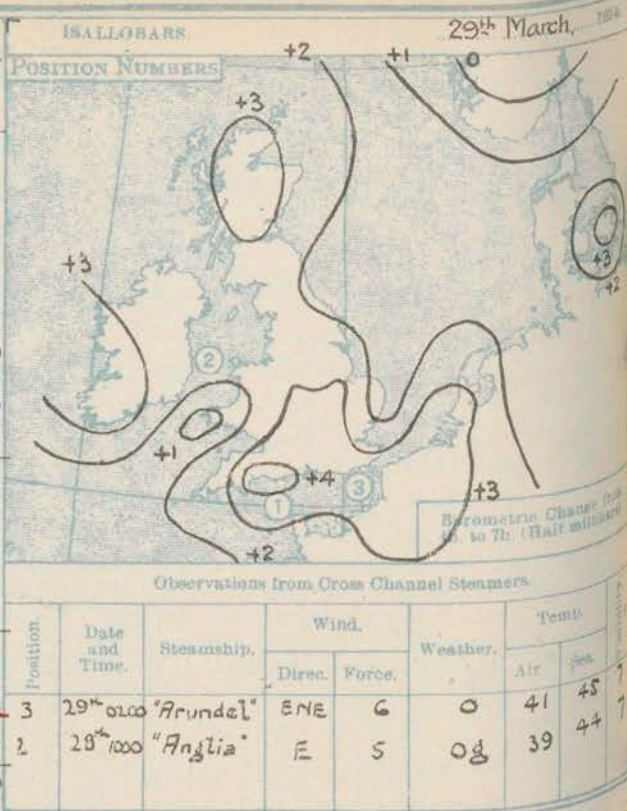 ISALLOBARS
29th March,
POSITION NUMBERS
+2
+1
0
+3
+3
+2
+3
2
+1
+4
1
3
+3
+2
Barometric Change from
to 7h. (Half millibars)
Observations from Cross Channel Steamers.
Position. Date and Time. Steamship. Wind. Direc. Force. Weather. Temp. Air Sea
3 29th 0200 "Arundel" ENE 6 O 41 45
2 28th 1000 "Anglia" E 5 Og 39 44